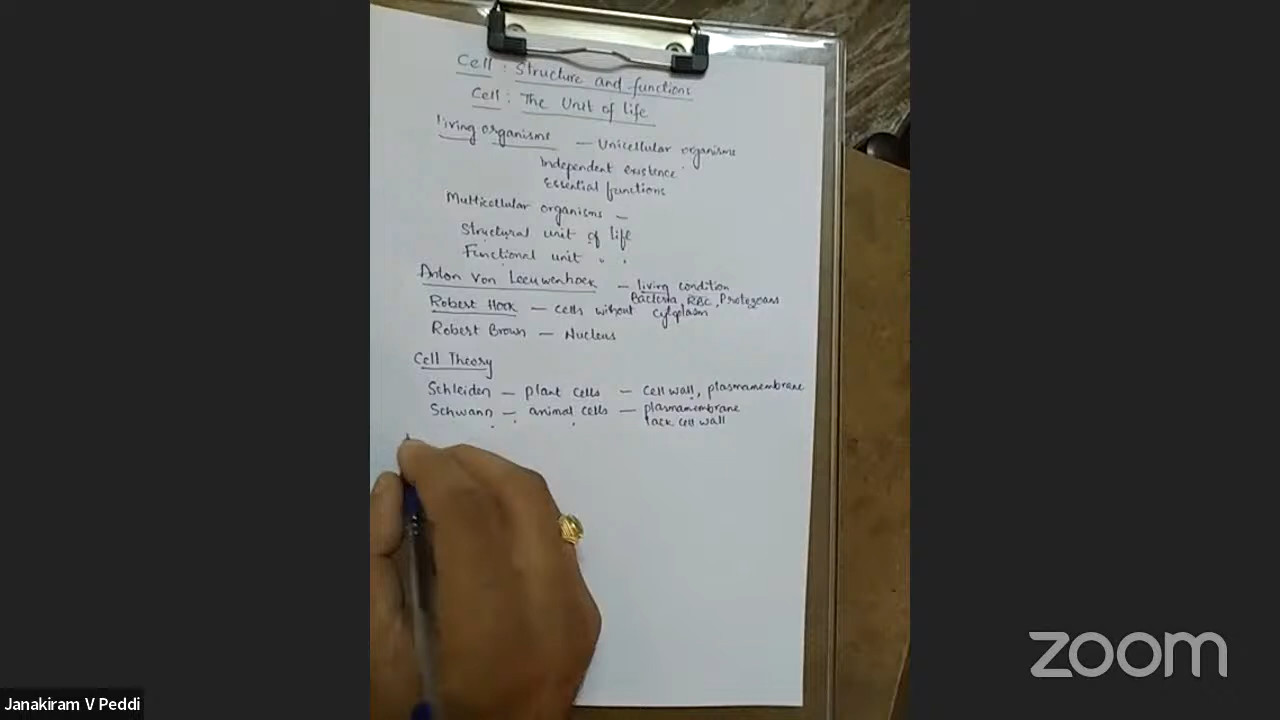 Cell : Structure and functions
Cell : The Unit of life
Living organisms — Unicellular organisms
Independent existence
Essential functions
Multicellular organisms —
Structural unit of life
Functional unit " "
Anton Von Leeuwenhoek — living condition
Bacteria, RBC, Protozoans
Robert Hook — cells without cytoplasm
Robert Brown — Nucleus
Cell Theory
Schleiden — plant cells — cell wall, plasmamembrane
Schwann — animal cells — plasmamembrane
lack cell wall
zoom
Janakiram V Peddi